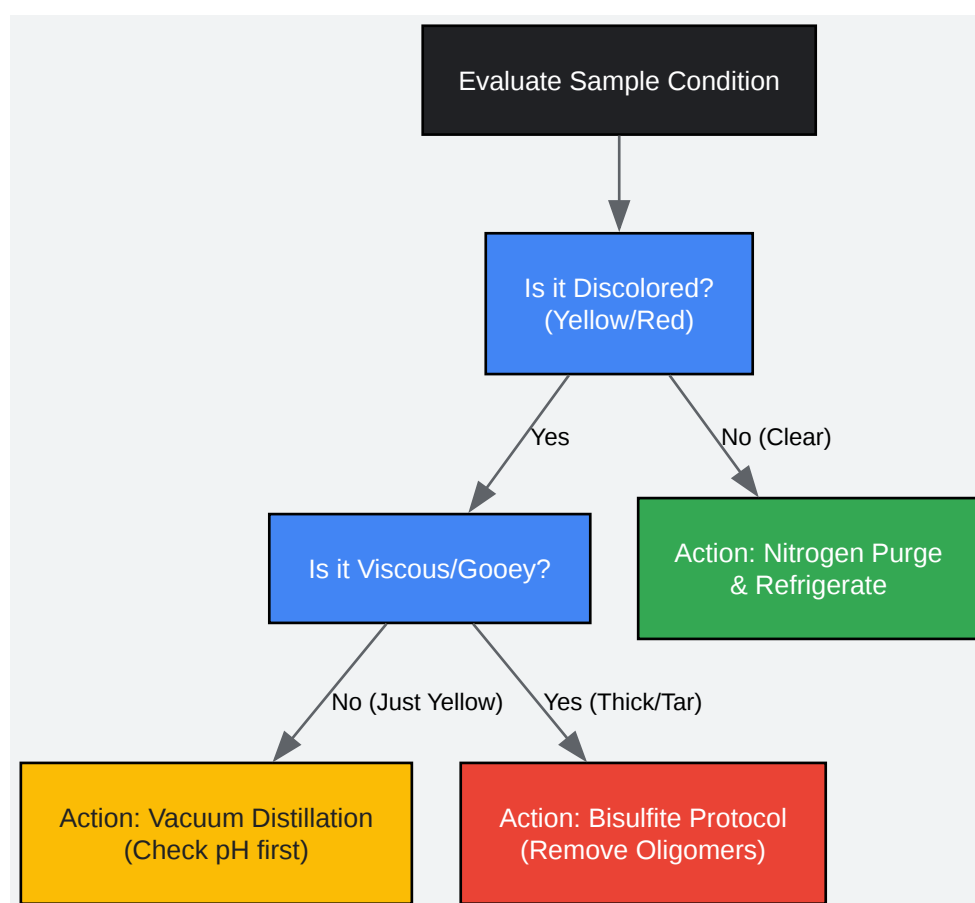 Evaluate Sample Condition
Is it Discolored?
(Yellow/Red)
Yes
No (Clear)
Is it Viscous/Gooey?
Action: Nitrogen Purge
& Refrigerate
No (Just Yellow)
Yes (Thick/Tar)
Action: Vacuum Distillation
(Check pH first)
Action: Bisulfite Protocol
(Remove Oligomers)